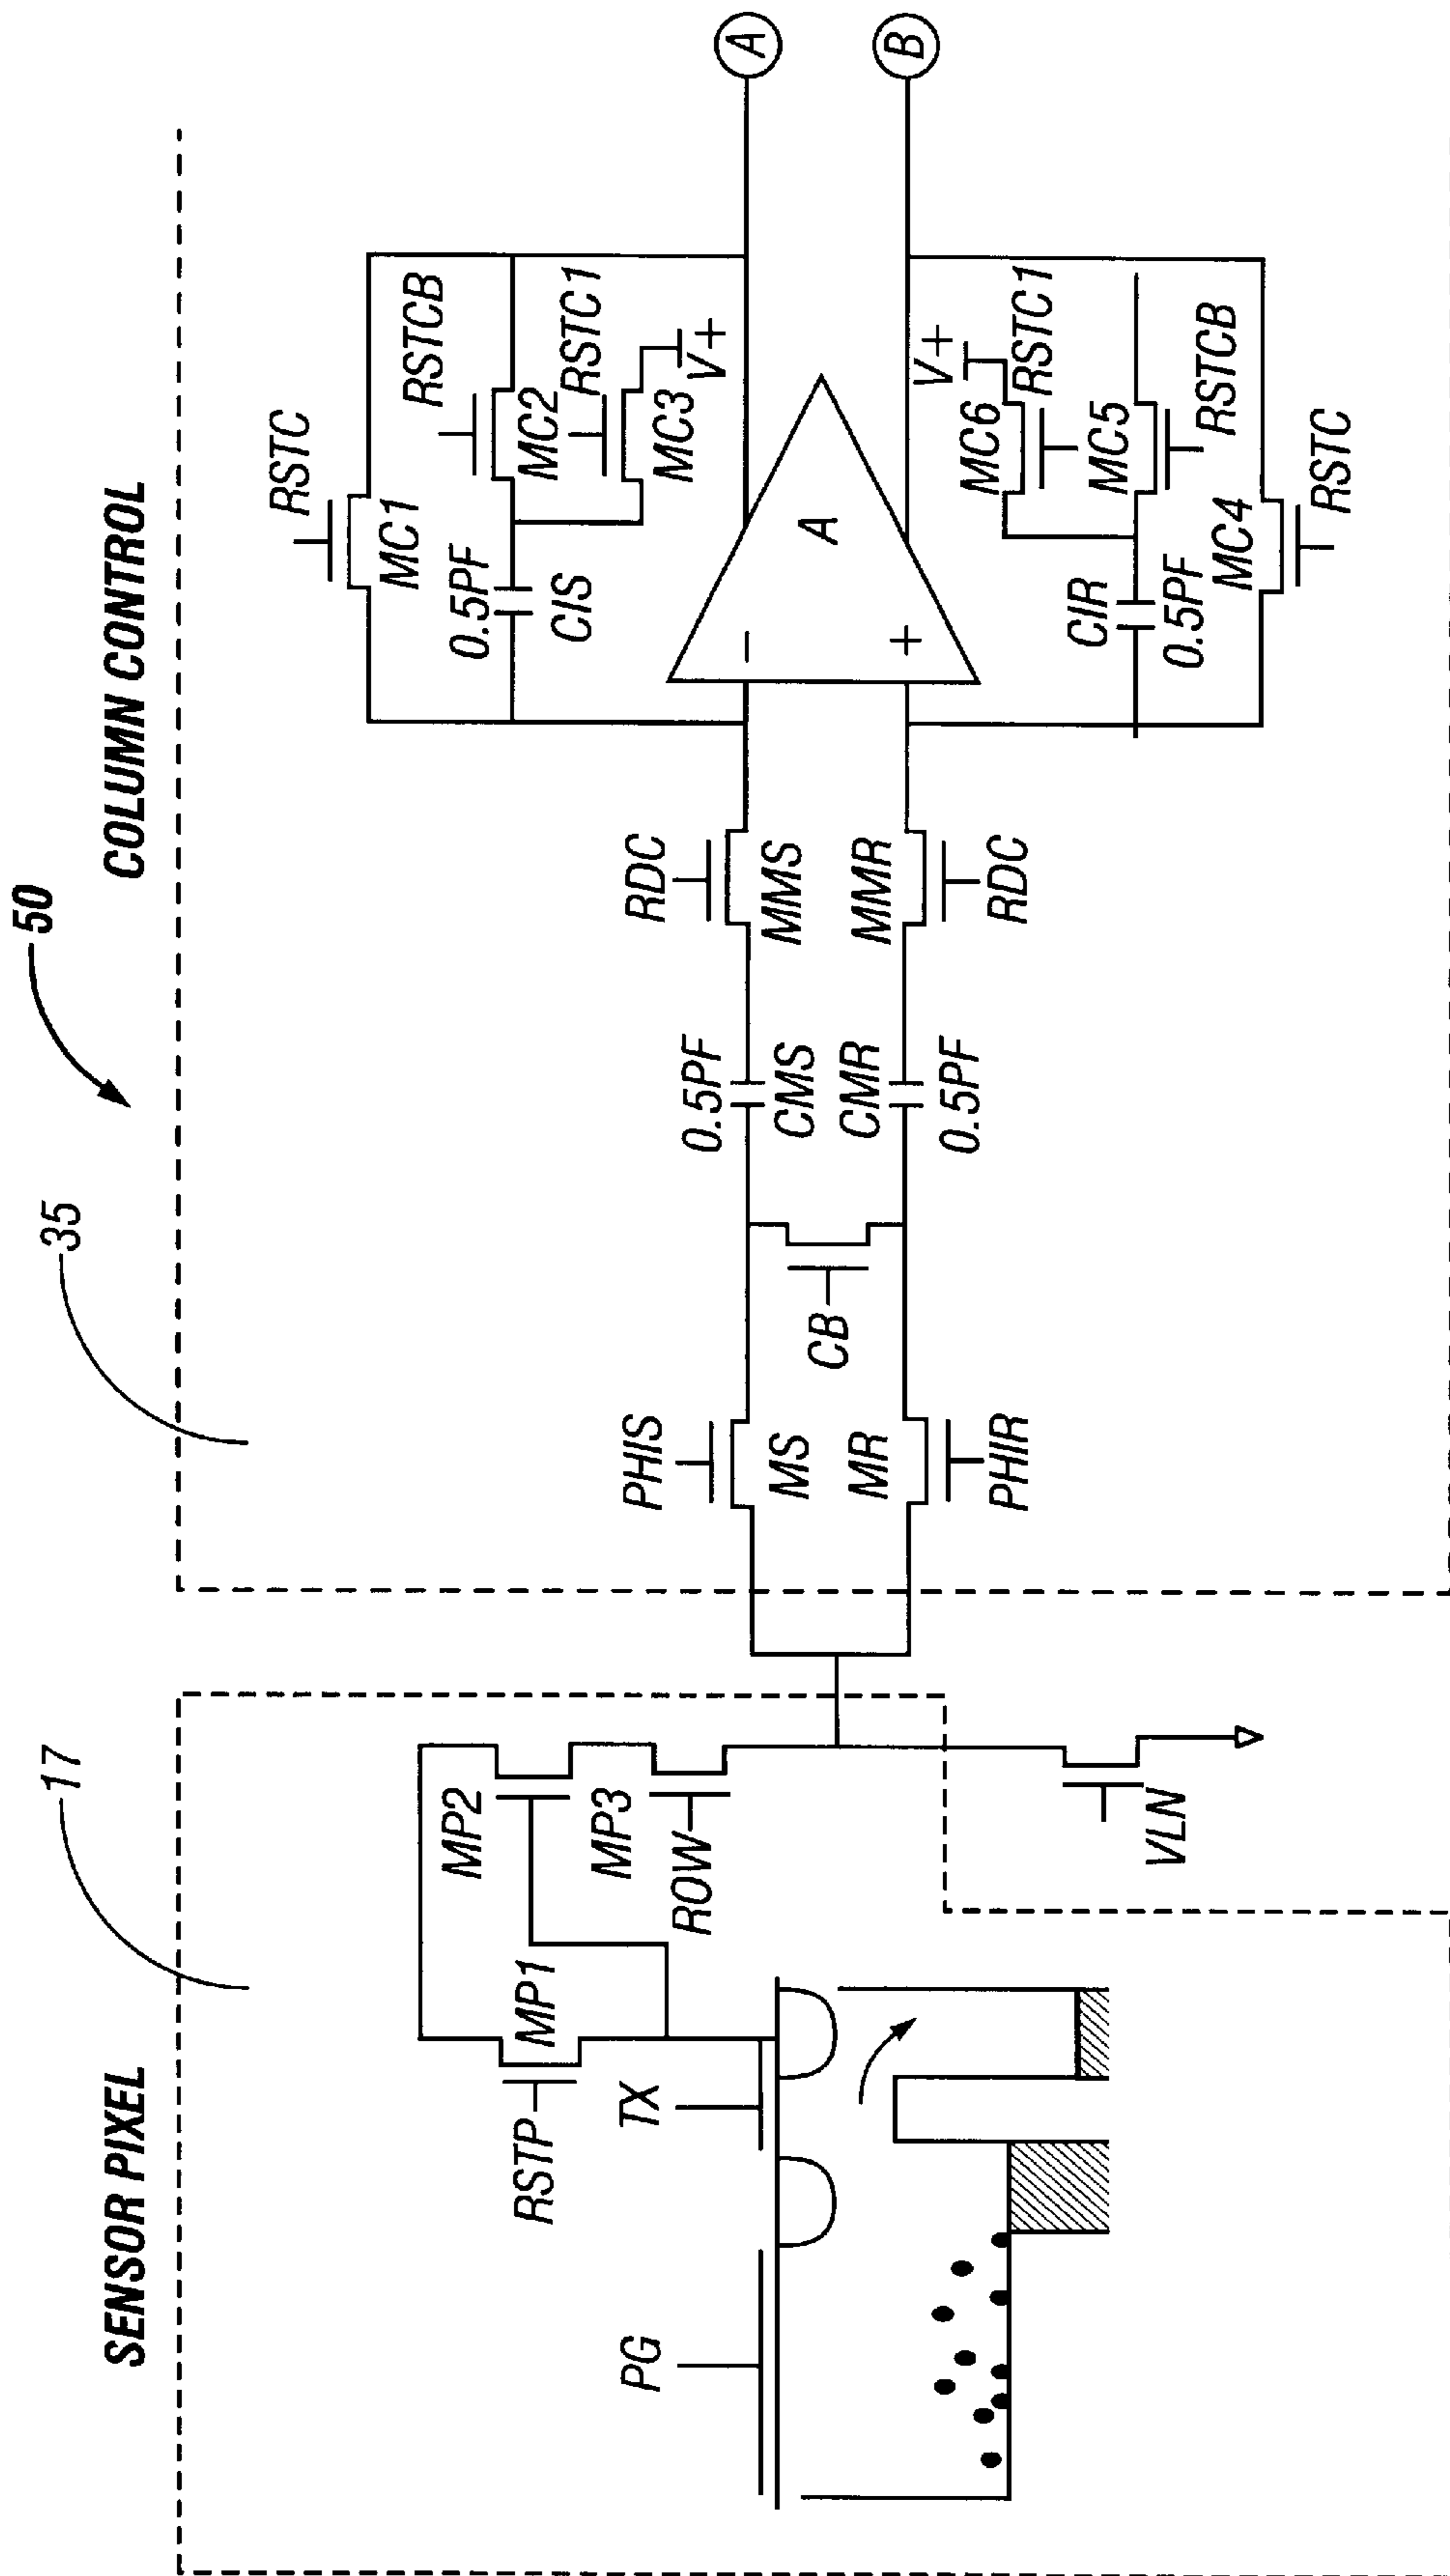 50
35
17
SENSOR PIXEL
COLUMN CONTROL
PG
TX
RSTP
MP1
MP2
MP3
ROW
VLN
PHIS
MS
MR
PHIR
CB
0.5PF
CMS
CMR
0.5PF
RDC
MMS
MMR
RDC
RSTC
MC1
RSTCB
0.5PF
MC2
RSTC1
CIS
MC3
V+
−
A
+
V+
MC6
RSTC1
CIR
MC5
0.5PF
RSTCB
MC4
RSTC
A
B